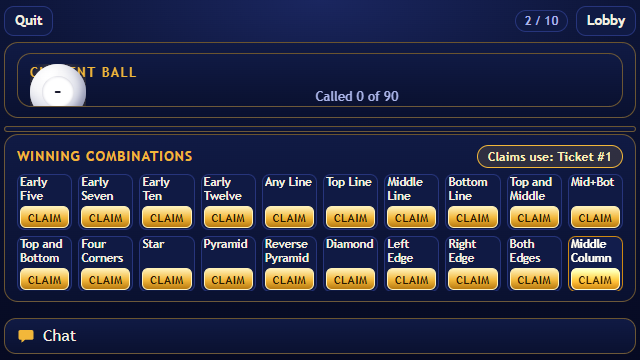 Quit
2 / 10
Lobby
-
Called 0 of 90
BALL
WINNING COMBINATIONS
Claims use: Ticket #1
Early Five
Early Seven
Early Ten
Early Twelve
Any Line
Top Line
Middle Line
Bottom Line
Top and Middle
Mid+Bot
CLAIM CLAIM CLAIM CLAIM CLAIM CLAIM CLAIM CLAIM CLAIM CLAIM
Top and Bottom
Four Corners
Star
Pyramid
Reverse Pyramid
Diamond
Left Edge
Right Edge
Both Edges
Middle Column
CLAIM CLAIM CLAIM CLAIM CLAIM CLAIM CLAIM CLAIM CLAIM CLAIM
Chat